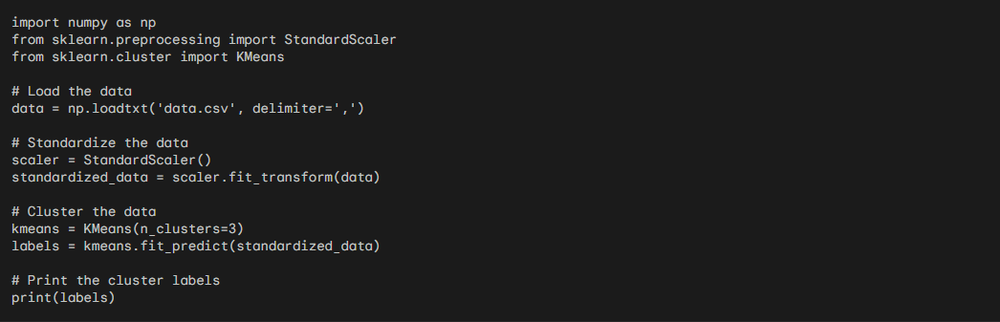 import numpy as np
from sklearn.preprocessing import StandardScaler
from sklearn.cluster import KMeans
# Load the data
data = np.loadtxt('data.csv', delimiter=',')
# Standardize the data
scaler = StandardScaler()
standardized_data = scaler.fit_transform(data)
# Cluster the data
kmeans = KMeans(n_clusters=3)
labels = kmeans.fit_predict(standardized_data)
# Print the cluster labels
print(labels)